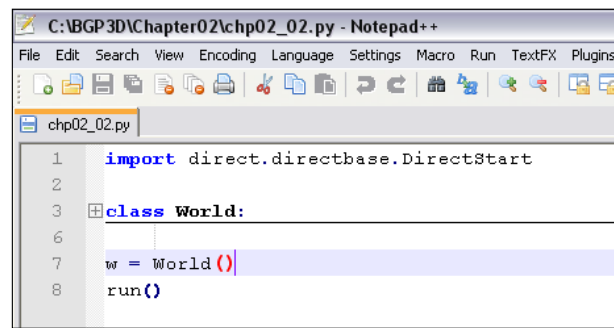 C:\BGP3D\Chapter02\chp02_02.py - Notepad++
File Edit Search View Encoding Language Settings Macro Run TextFX Plugins
chp02_02.py
1 import direct.directbase.DirectStart
2
3 class World:
6
7 w = World()
8 run()